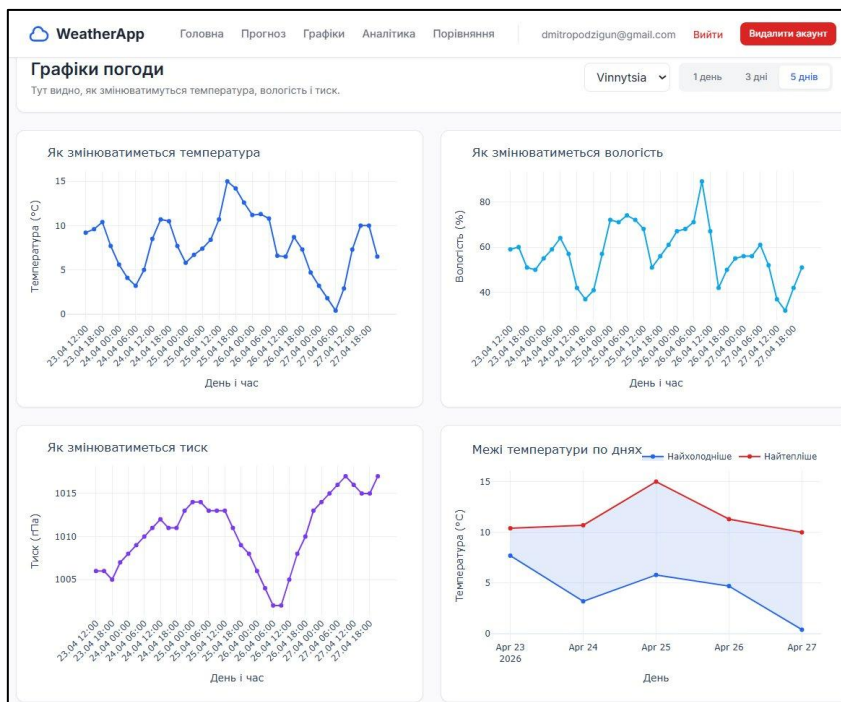 WeatherApp Головна Прогноз Графіки Аналітика Порівняння dmitropodzigun@gmail.com Вийти Видалити акаунт
Графіки погоди
Тут видно, як змінюватимуться температура, вологість і тиск.
Vinnytsia 1 день 3 дні 5 днів
Як змінюватиметься температура
Температура (°C)
15
10
5
0
23.04 12:00 23.04 18:00 24.04 00:00 24.04 06:00 24.04 12:00 24.04 18:00 25.04 00:00 25.04 06:00 25.04 12:00 25.04 18:00 26.04 00:00 26.04 06:00 26.04 12:00 26.04 18:00 27.04 00:00 27.04 06:00 27.04 12:00 27.04 18:00
День і час
Як змінюватиметься вологість
Вологість (%)
80
60
40
23.04 12:00 23.04 18:00 24.04 00:00 24.04 06:00 24.04 12:00 24.04 18:00 25.04 00:00 25.04 06:00 25.04 12:00 25.04 18:00 26.04 00:00 26.04 06:00 26.04 12:00 26.04 18:00 27.04 00:00 27.04 06:00 27.04 12:00 27.04 18:00
День і час
Як змінюватиметься тиск
Тиск (гПа)
1015
1010
1005
23.04 12:00 23.04 18:00 24.04 00:00 24.04 06:00 24.04 12:00 24.04 18:00 25.04 00:00 25.04 06:00 25.04 12:00 25.04 18:00 26.04 00:00 26.04 06:00 26.04 12:00 26.04 18:00 27.04 00:00 27.04 06:00 27.04 12:00 27.04 18:00
День і час
Межі температури по днях
Найхолодніше Найтепліше
Температура (°C)
15
10
5
0
Apr 23 Apr 24 Apr 25 Apr 26 Apr 27
2026
День